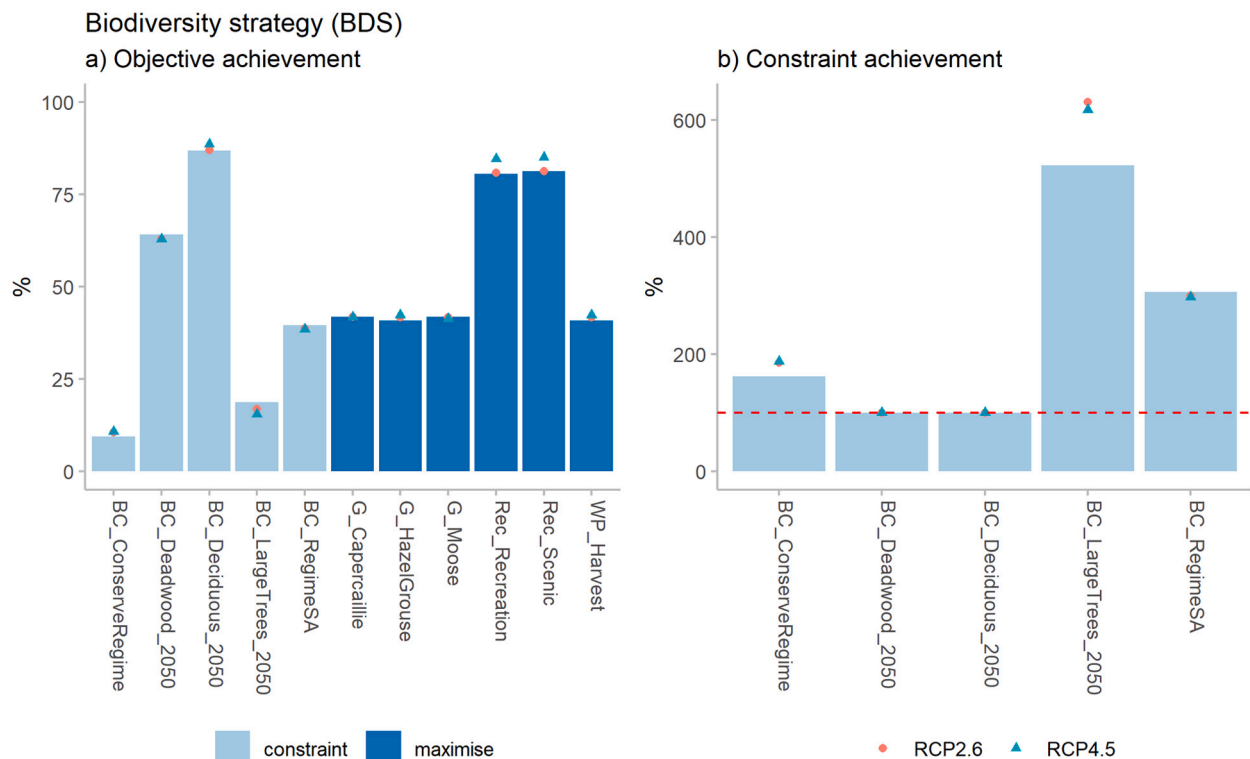 Biodiversity strategy (BDS)
a) Objective achievement
100
75
50
25
0
%
BC_ConserveRegime
BC_Deadwood_2050
BC_Deciduous_2050
BC_LargeTrees_2050
BC_RegimeSA
G_Capercaillie
G_HazelGrouse
G_Moose
Rec_Recreation
Rec_Scenic
WP_Harvest
constraint
maximise
b) Constraint achievement
600
400
200
0
%
BC_ConserveRegime
BC_Deadwood_2050
BC_Deciduous_2050
BC_LargeTrees_2050
BC_RegimeSA
RCP2.6
RCP4.5